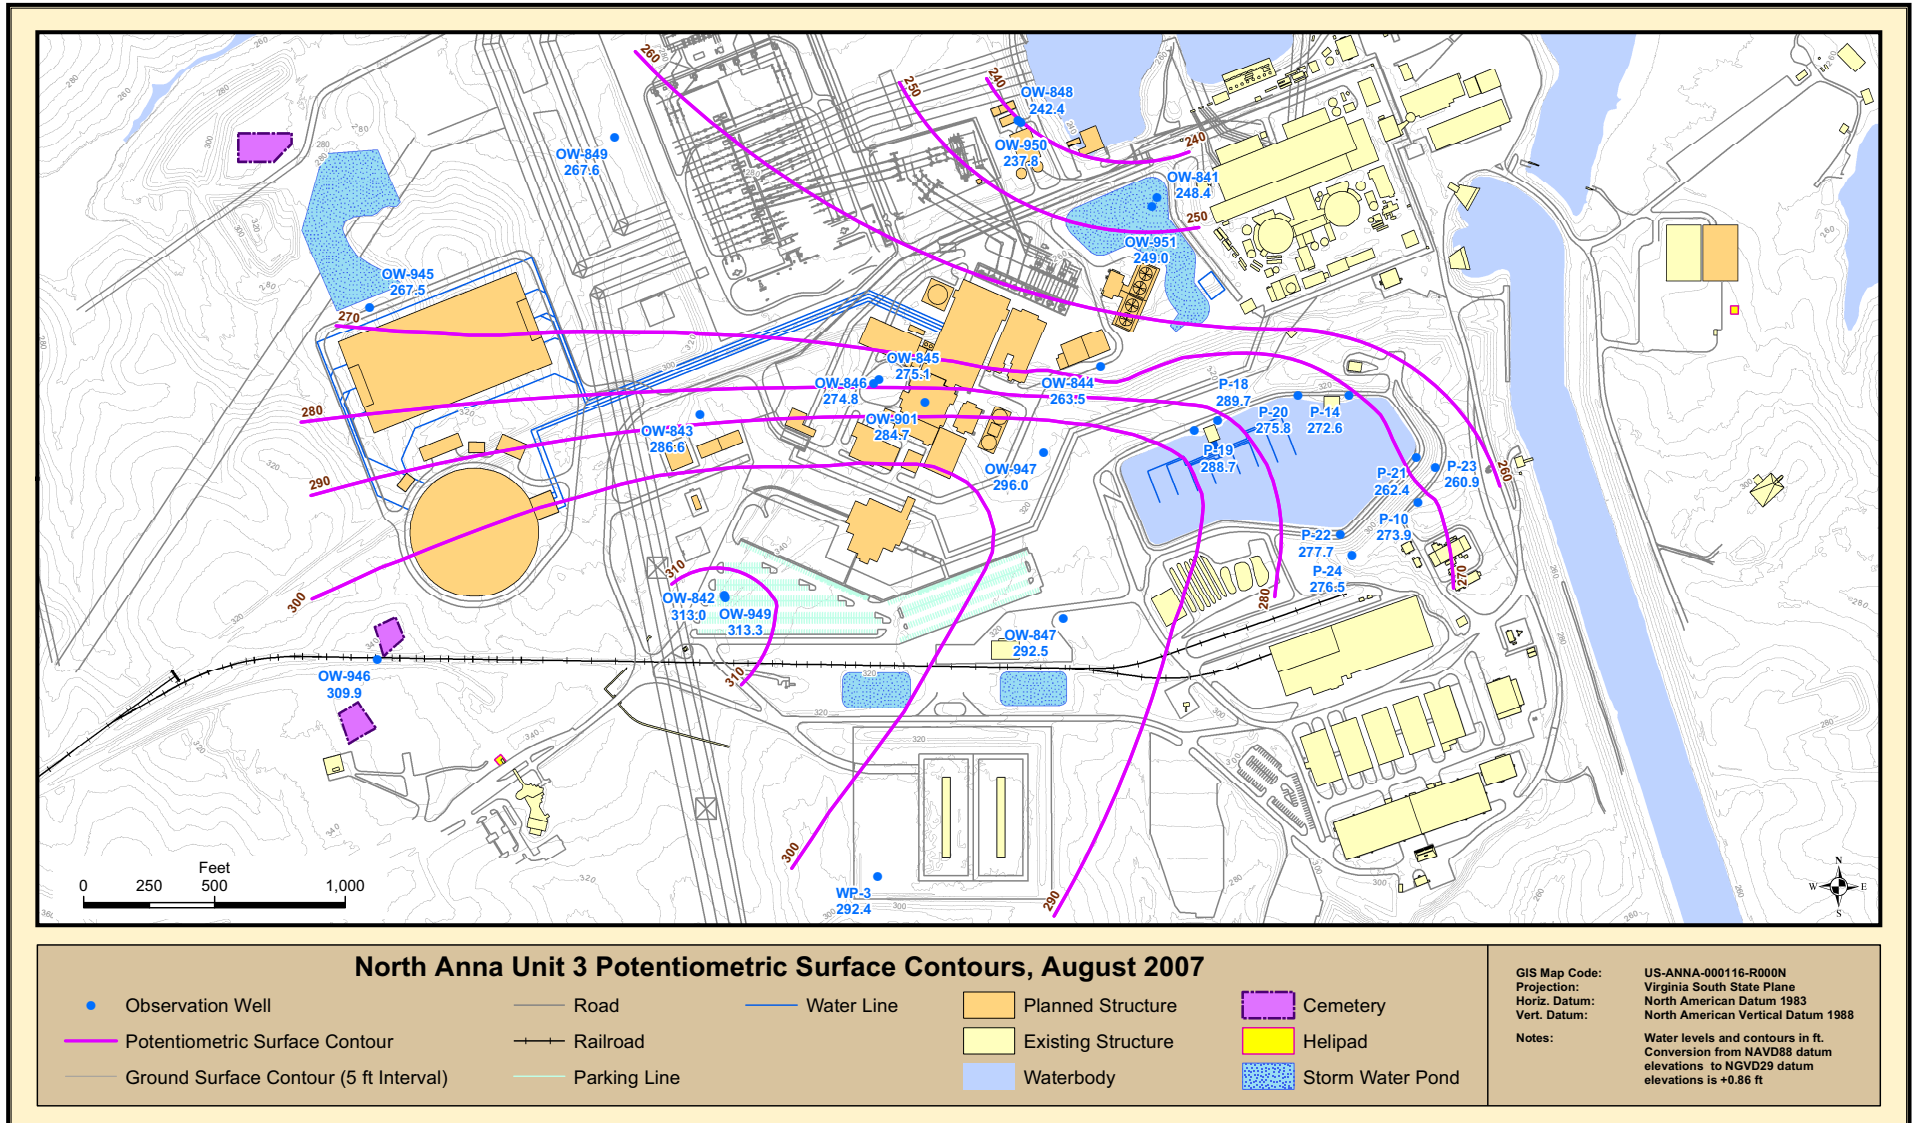 260
250
240
OW-848
242.4
OW-849
267.6
OW-950
237.8
240
OW-841
248.4
250
OW-951
249.0
OW-945
267.5
270
OW-845
275.1
OW-846
274.8
OW-844
263.5
P-18
289.7
P-20
275.8
P-14
272.6
280
OW-843
286.6
OW-901
284.7
OW-947
296.0
P-19
288.7
P-21
262.4
P-23
260.9
260
290
P-10
273.9
P-22
277.7
P-24
276.5
270
280
300
310
OW-842
313.0
OW-949
313.3
OW-847
292.5
OW-946
309.9
310
300
290
WP-3
292.4
Feet
0 250 500 1,000
N
W E
S
North Anna Unit 3 Potentiometric Surface Contours, August 2007
Observation Well
Road
Water Line
Planned Structure
Cemetery
Potentiometric Surface Contour
Railroad
Existing Structure
Helipad
Ground Surface Contour (5 ft Interval)
Parking Line
Waterbody
Storm Water Pond
GIS Map Code: US-ANNA-000116-R000N
Projection: Virginia South State Plane
Horiz. Datum: North American Datum 1983
Vert. Datum: North American Vertical Datum 1988
Notes: Water levels and contours in ft.
Conversion from NAVD88 datum
elevations to NGVD29 datum
elevations is +0.86 ft